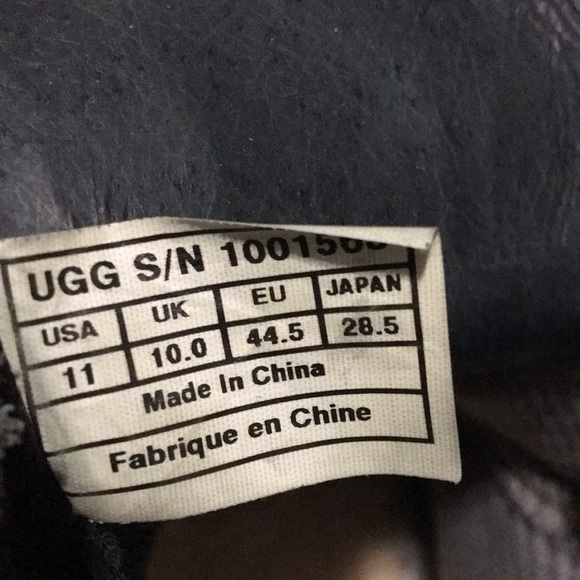 UGG S/N
USA UK EU JAPAN
11 10.0 44.5 28.5
Made In China
Fabrique en Chine